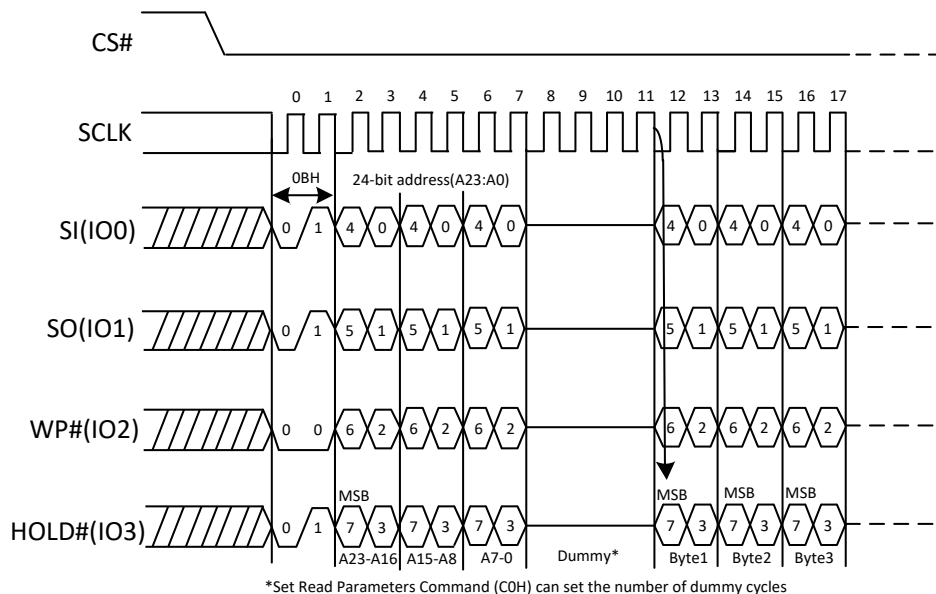 CS#
0 1 2 3 4 5 6 7 8 9 10 11 12 13 14 15 16 17
SCLK
0BH 24-bit address(A23:A0)
SI(IO0) 0 1 4 0 4 0 4 0 4 0 4 0 4 0
SO(IO1) 0 1 5 1 5 1 5 1 5 1 5 1 5 1
WP#(IO2) 0 0 6 2 6 2 6 2 6 2 6 2 6 2
MSB MSB MSB MSB
HOLD#(IO3) 0 1 7 3 7 3 7 3 7 3 7 3 7 3
A23-A16 A15-A8 A7-0 Dummy* Byte1 Byte2 Byte3
*Set Read Parameters Command (C0H) can set the number of dummy cycles